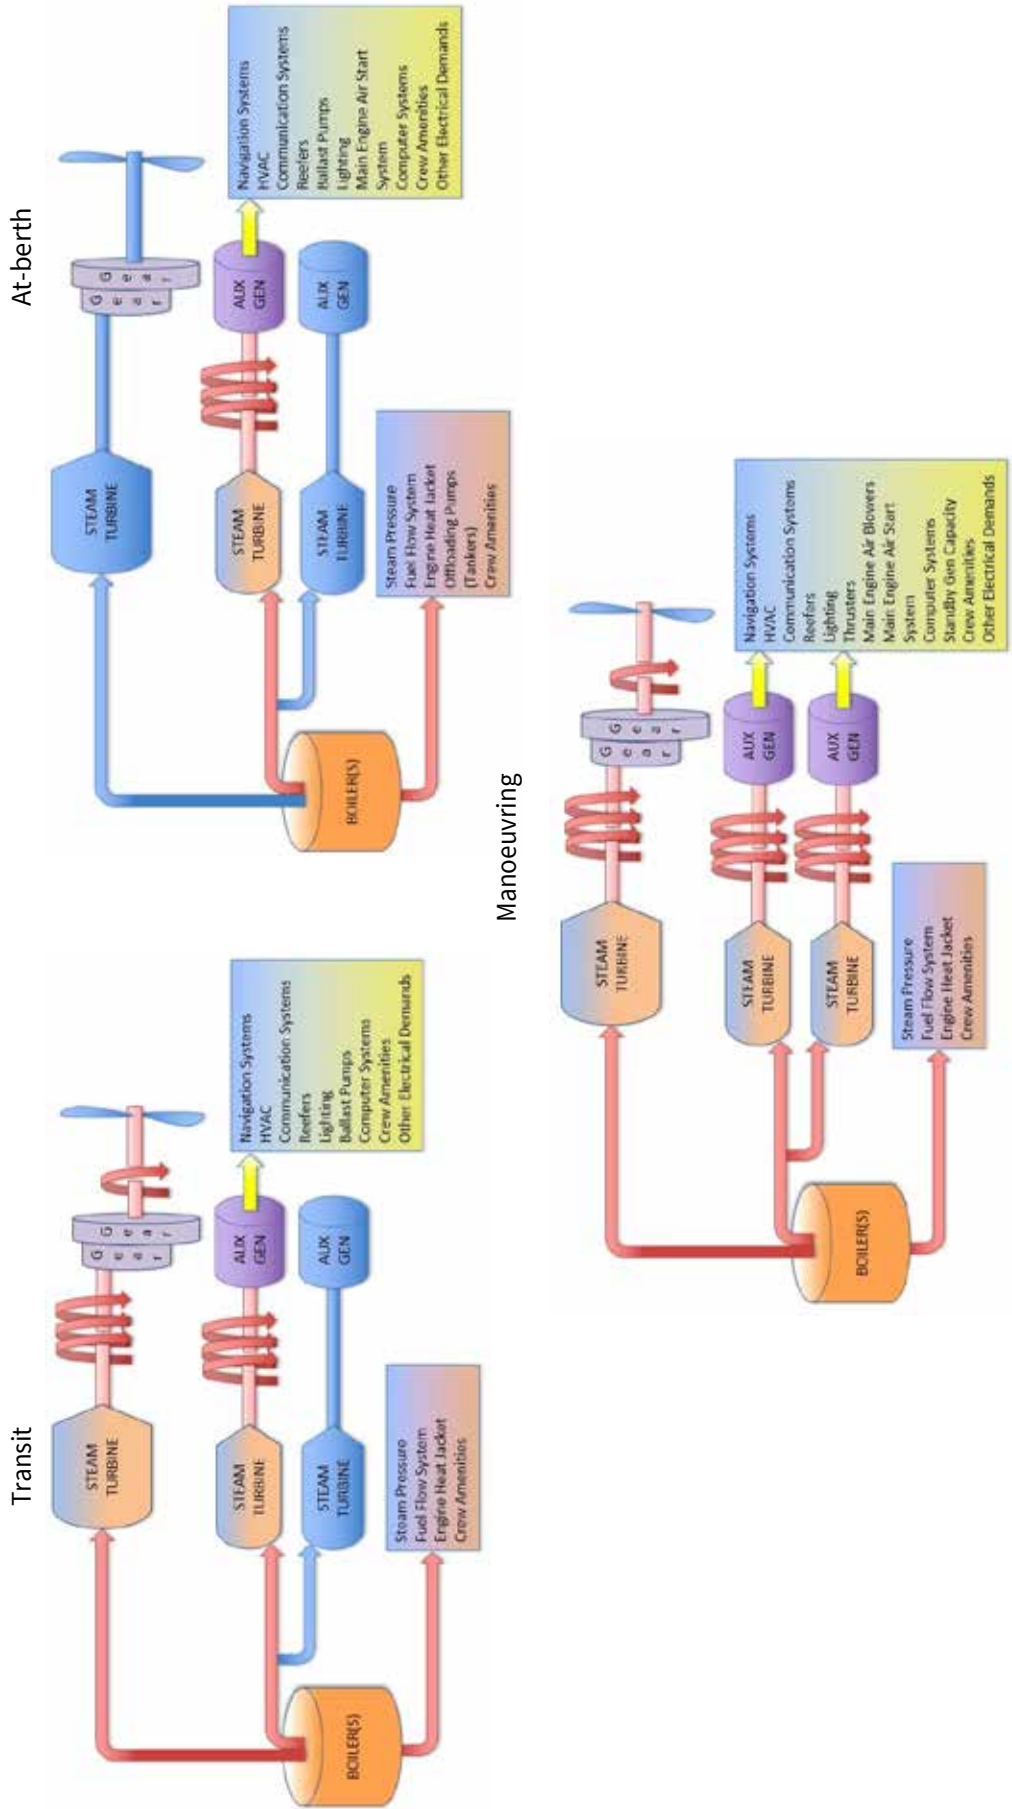 Transit
STEAM
TURBINE
G
e
a
r
G
e
a
r
STEAM
TURBINE
AUX
GEN
STEAM
TURBINE
AUX
GEN
BOILER(S)
Navigation Systems
HVAC
Communication Systems
Reefers
Lighting
Ballast Pumps
Computer Systems
Crew Amenities
Other Electrical Demands
Steam Pressure
Fuel Flow System
Engine Heat Jacket
Crew Amenities
At-berth
STEAM
TURBINE
G
e
a
r
G
e
a
r
STEAM
TURBINE
AUX
GEN
STEAM
TURBINE
AUX
GEN
BOILER(S)
Navigation Systems
HVAC
Communication Systems
Reefers
Ballast Pumps
Lighting
Main Engine Air Start
System
Computer Systems
Crew Amenities
Other Electrical Demands
Steam Pressure
Fuel Flow System
Engine Heat Jacket
Offloading Pumps
(Tankers)
Crew Amenities
Manoeuvring
STEAM
TURBINE
G
e
a
r
G
e
a
r
STEAM
TURBINE
AUX
GEN
STEAM
TURBINE
AUX
GEN
BOILER(S)
Navigation Systems
HVAC
Communication Systems
Reefers
Lighting
Thrusters
Main Engine Air Blowers
Main Engine Air Start
System
Computer Systems
Standby Gen Capacity
Crew Amenities
Other Electrical Demands
Steam Pressure
Fuel Flow System
Engine Heat Jacket
Crew Amenities